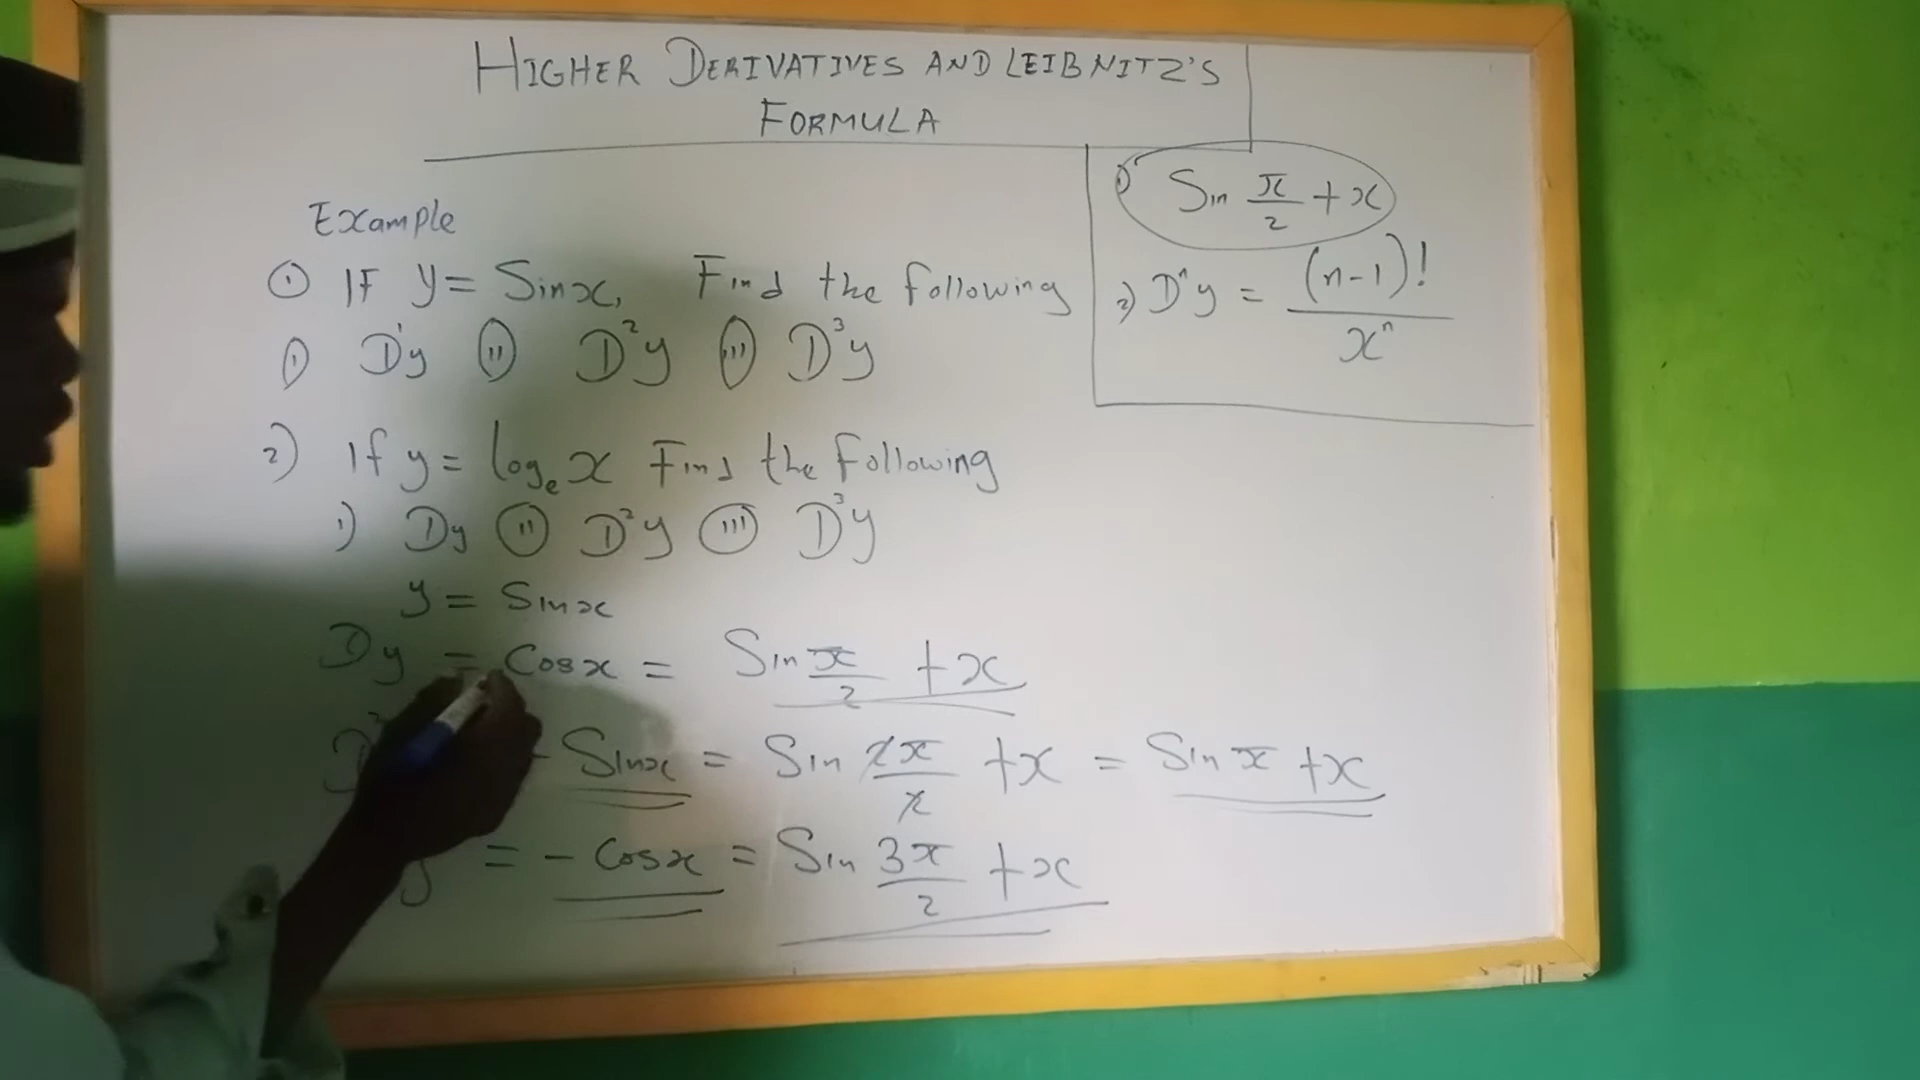 HIGHER DERIVATIVES AND LEIBNITZ'S
FORMULA
Example
① If y = Sinx, Find the following
i) D¹y (ii) D²y (iii) D³y
2) If y = logₑx Find the following
i) Dy (ii) D²y (iii) D³y
y = Sinx
Dy = Cosx = Sin π/2 + x
D² - Sinx = Sin 2π/2 + x = Sin π + x
y = - Cosx = Sin 3π/2 + x
1) Sin π/2 + x
2) Dⁿy = (n-1)!/xⁿ